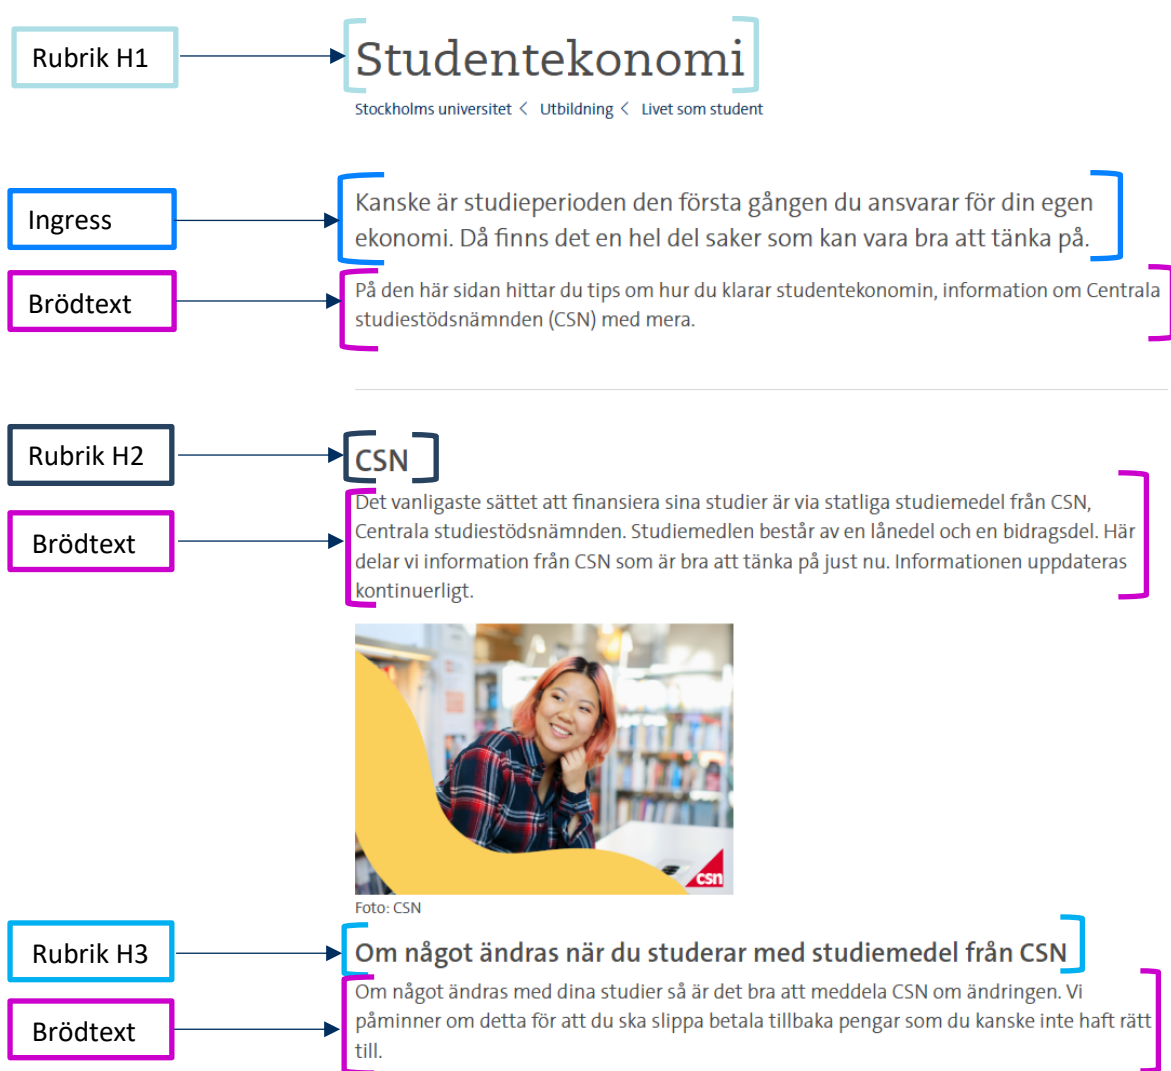 Rubrik H1
Studentekonomi
Stockholms universitet < Utbildning < Livet som student
Ingress
Kanske är studieperioden den första gången du ansvarar för din egen
ekonomi. Då finns det en hel del saker som kan vara bra att tänka på.
Brödtext
På den här sidan hittar du tips om hur du klarar studentekonomin, information om Centrala
studiestödsnämnden (CSN) med mera.
Rubrik H2
CSN
Brödtext
Det vanligaste sättet att finansiera sina studier är via statliga studiemedel från CSN,
Centrala studiestödsnämnden. Studiemedlen består av en lånedel och en bidragsdel. Här
delar vi information från CSN som är bra att tänka på just nu. Informationen uppdateras
kontinuerligt.
csn
Foto: CSN
Rubrik H3
Om något ändras när du studerar med studiemedel från CSN
Brödtext
Om något ändras med dina studier så är det bra att meddela CSN om ändringen. Vi
påminner om detta för att du ska slippa betala tillbaka pengar som du kanske inte haft rätt
till.